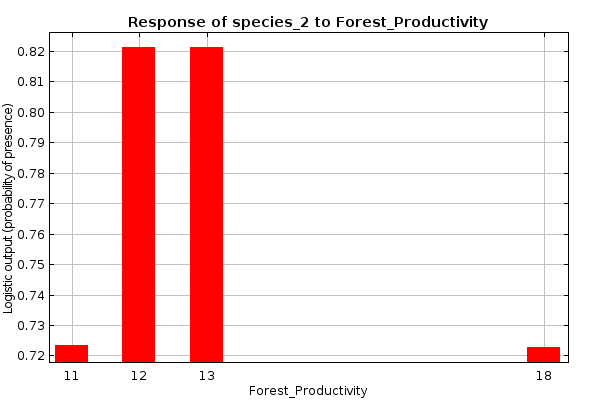 Response of species_2 to Forest_Productivity
Logistic output (probability of presence)
0.82
0.81
0.80
0.79
0.78
0.77
0.76
0.75
0.74
0.73
0.72
11 12 13 18
Forest_Productivity